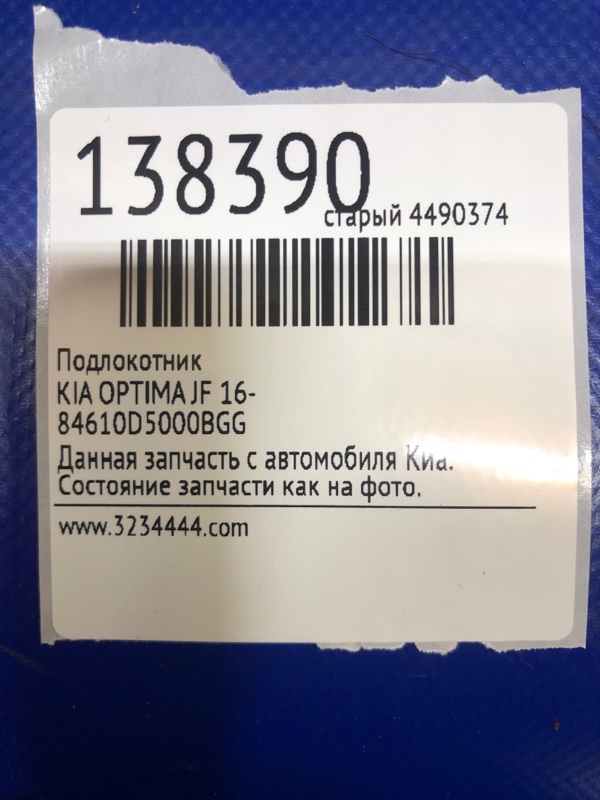 138390
старый 4490374
Подлокотник
KIA OPTIMA JF 16-
84610D5000BGG
Данная запчасть с автомобиля Киа.
Состояние запчасти как на фото.
www.3234444.com